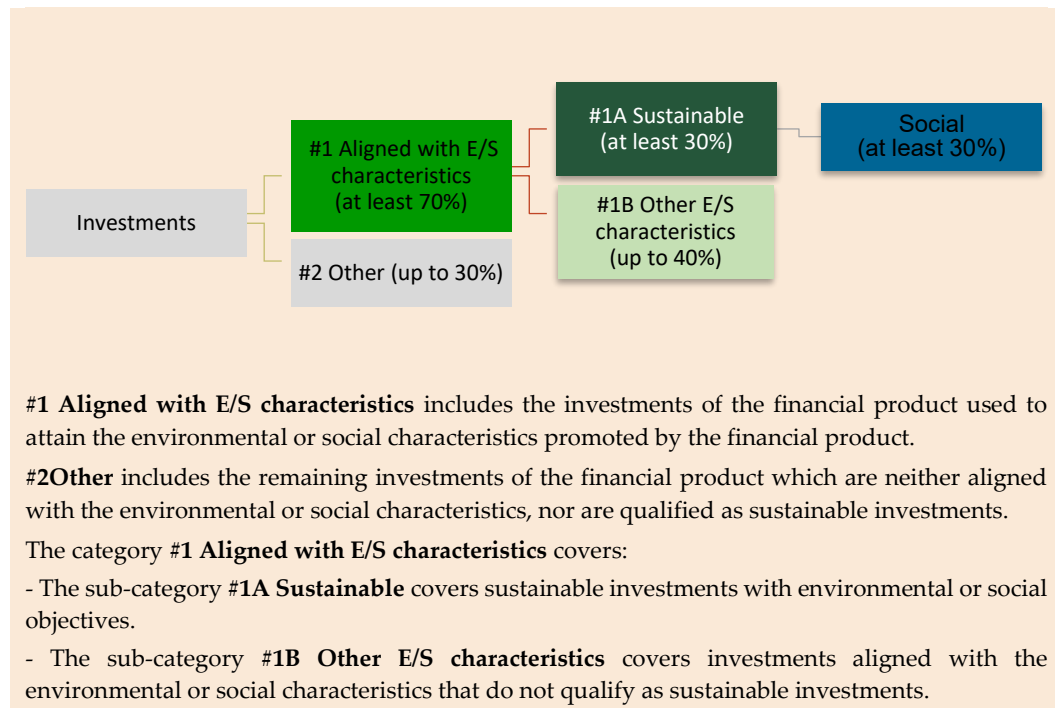 Investments
#1 Aligned with E/S
characteristics
(at least 70%)
#2 Other (up to 30%)
#1A Sustainable
(at least 30%)
#1B Other E/S
characteristics
(up to 40%)
Social
(at least 30%)
#1 Aligned with E/S characteristics includes the investments of the financial product used to
attain the environmental or social characteristics promoted by the financial product.
#2Other includes the remaining investments of the financial product which are neither aligned
with the environmental or social characteristics, nor are qualified as sustainable investments.
The category #1 Aligned with E/S characteristics covers:
- The sub-category #1A Sustainable covers sustainable investments with environmental or social
objectives.
- The sub-category #1B Other E/S characteristics covers investments aligned with the
environmental or social characteristics that do not qualify as sustainable investments.